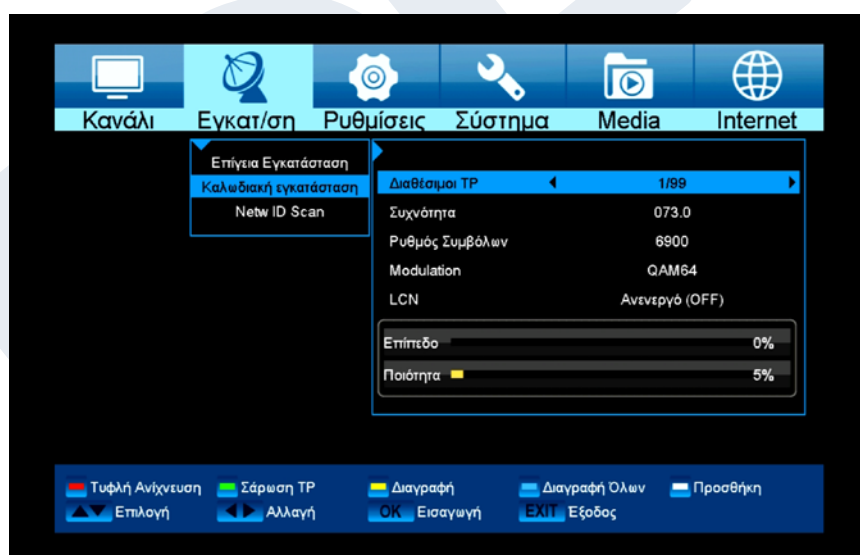 Κανάλι Εγκατ/ση Ρυθμίσεις Σύστημα Media Internet
Επίγεια Εγκατάσταση
Καλωδιακή εγκατάσταση
Netw ID Scan
Διαθέσιμοι TP 1/99
Συχνότητα 073.0
Ρυθμός Συμβόλων 6900
Modulation QAM64
LCN Ανενεργό (OFF)
Επίπεδο 0%
Ποιότητα 5%
Τυφλή Ανίχνευση Σάρωση TP Διαγραφή Διαγραφή Όλων Προσθήκη
Επιλογή Αλλαγή OK Εισαγωγή EXIT Έξοδος